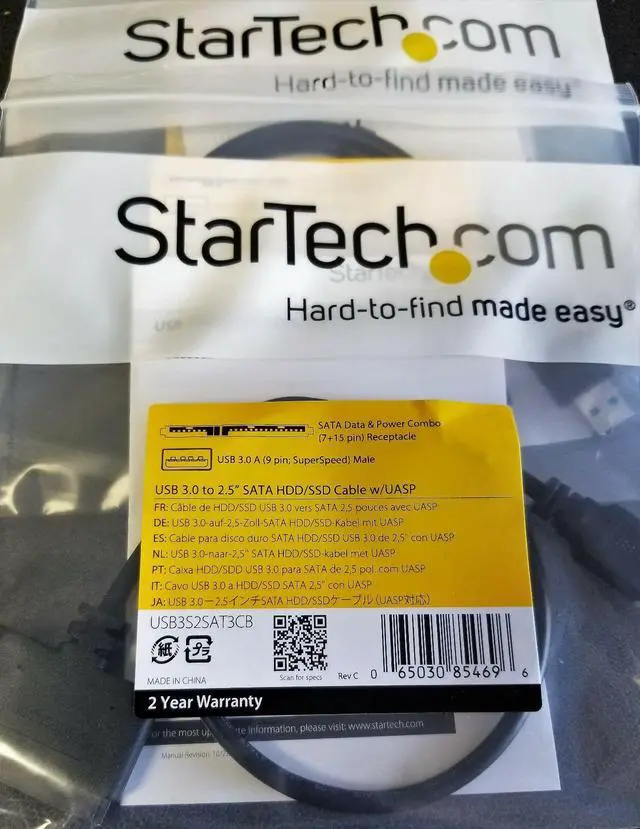 StarTech.com
Hard-to-find made easy®
StarTech.com
Hard-to-find made easy®
SATA Data & Power Combo
(7+15 pin) Receptacle
USB 3.0 A (9 pin; SuperSpeed) Male
USB 3.0 to 2.5" SATA HDD/SSD Cable w/UASP
FR: Câble de HDD/SSD USB 3.0 vers SATA 2,5 pouces avec UASP
DE: USB 3.0-auf-2,5-Zoll-SATA-HDD/SSD-Kabel mit UASP
ES: Cable para disco duro SATA HDD/SSD USB 3.0 de 2,5" con UASP
NL: USB 3.0-naar-2,5" SATA HDD/SSD-kabel met UASP
PT: Caixa HDD/SDD USB 3.0 para SATA de 2,5 pol. com UASP
IT: Cavo USB 3.0 a HDD/SSD SATA 2,5" con UASP
JA: USB 3.0ー2.5インチSATA HDD/SSDケーブル (UASP対応)
USB3S2SAT3CB
紙 プラ
Scan for specs
Rev C
0 65030 85469 6
MADE IN CHINA
2 Year Warranty
or the most information, please visit: www.startech.com
Manual Revision: